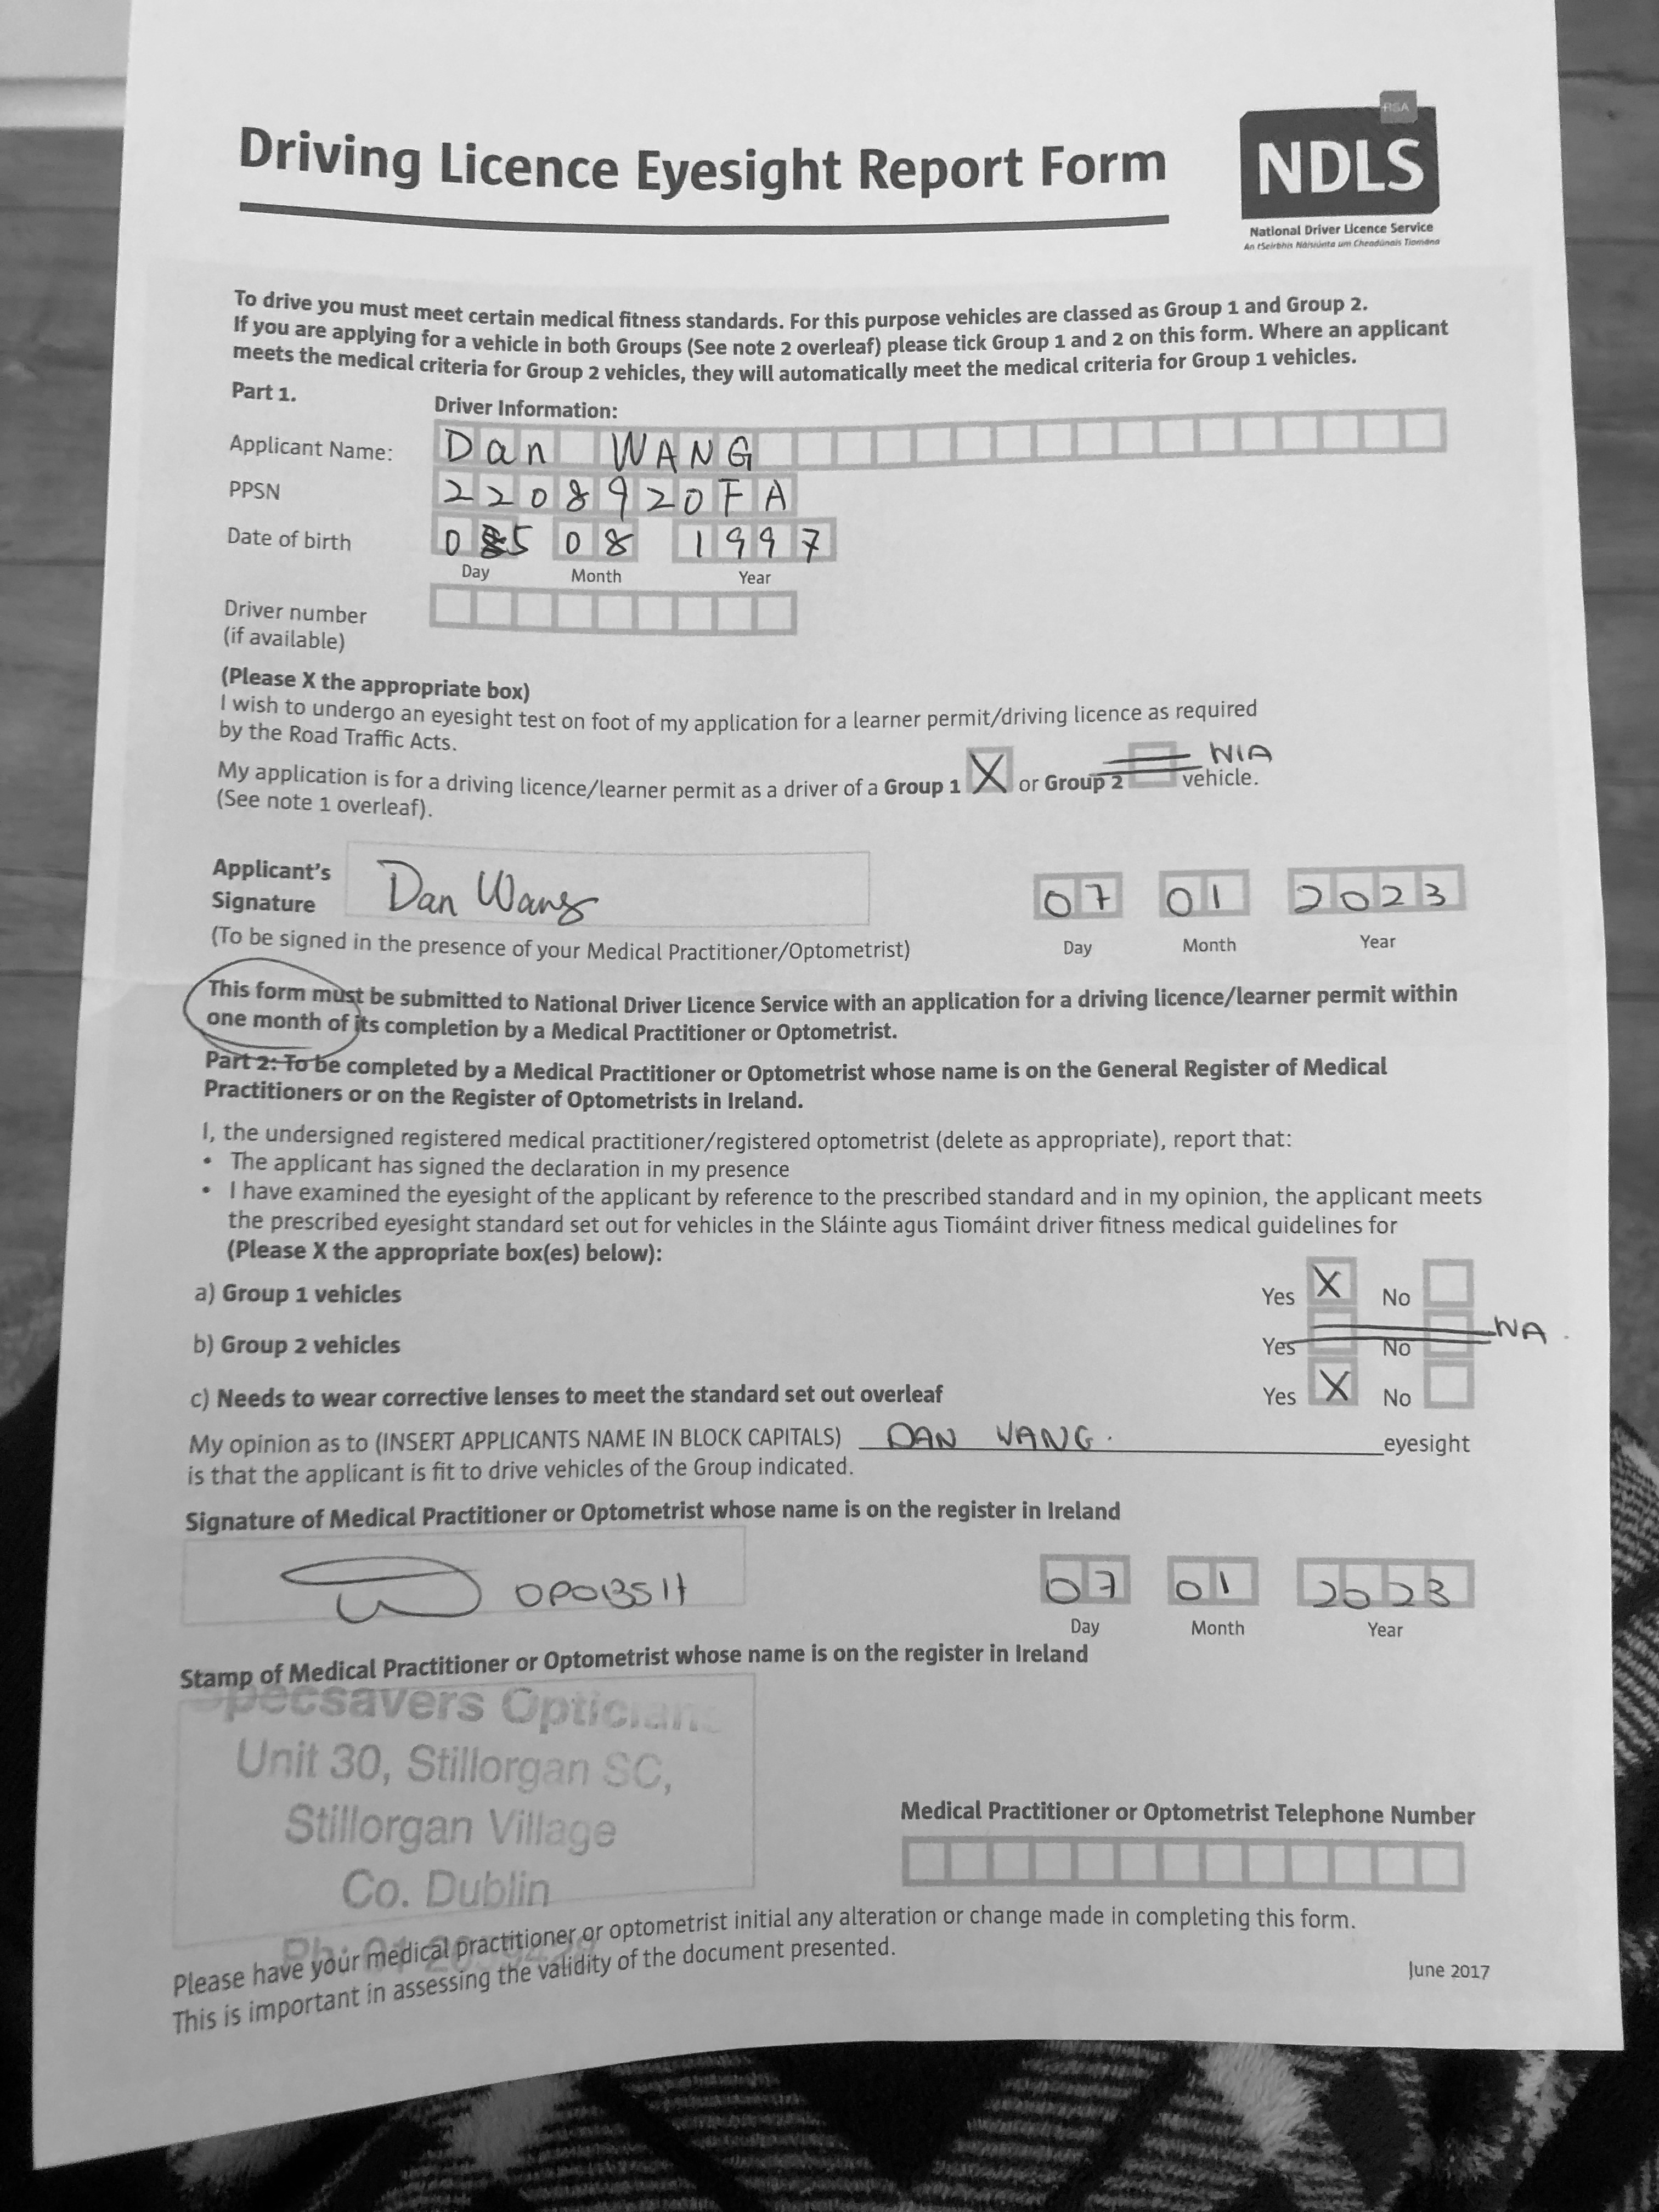 Driving Licence Eyesight Report Form
RSA
NDLS
National Driver Licence Service
An tSeirbhís Náisiúnta um Cheadúnais Tiomána
To drive you must meet certain medical fitness standards. For this purpose vehicles are classed as Group 1 and Group 2.
If you are applying for a vehicle in both Groups (See note 2 overleaf) please tick Group 1 and 2 on this form. Where an applicant
meets the medical criteria for Group 2 vehicles, they will automatically meet the medical criteria for Group 1 vehicles.
Part 1.
Driver Information:
Applicant Name: Dan WANG
PPSN 2208920FA
Date of birth 05 08 1997
Day Month Year
Driver number
(if available)
(Please X the appropriate box)
I wish to undergo an eyesight test on foot of my application for a learner permit/driving licence as required
by the Road Traffic Acts.
My application is for a driving licence/learner permit as a driver of a Group 1 X or Group 2 vehicle. N/A
(See note 1 overleaf).
Applicant's
Signature Dan Wang 07 01 2023
(To be signed in the presence of your Medical Practitioner/Optometrist) Day Month Year
This form must be submitted to National Driver Licence Service with an application for a driving licence/learner permit within
one month of its completion by a Medical Practitioner or Optometrist.
Part 2: To be completed by a Medical Practitioner or Optometrist whose name is on the General Register of Medical
Practitioners or on the Register of Optometrists in Ireland.
I, the undersigned registered medical practitioner/registered optometrist (delete as appropriate), report that:
• The applicant has signed the declaration in my presence
• I have examined the eyesight of the applicant by reference to the prescribed standard and in my opinion, the applicant meets
the prescribed eyesight standard set out for vehicles in the Sláinte agus Tiomáint driver fitness medical guidelines for
(Please X the appropriate box(es) below):
a) Group 1 vehicles Yes X No
b) Group 2 vehicles Yes No NA
c) Needs to wear corrective lenses to meet the standard set out overleaf Yes X No
My opinion as to (INSERT APPLICANTS NAME IN BLOCK CAPITALS) DAN WANG. eyesight
is that the applicant is fit to drive vehicles of the Group indicated.
Signature of Medical Practitioner or Optometrist whose name is on the register in Ireland
07 01 2023
Day Month Year
Stamp of Medical Practitioner or Optometrist whose name is on the register in Ireland
Specsavers Opticians
Unit 30, Stillorgan SC,
Stillorgan Village
Co. Dublin
Ph: 01
Medical Practitioner or Optometrist Telephone Number
Please have your medical practitioner or optometrist initial any alteration or change made in completing this form.
This is important in assessing the validity of the document presented.
June 2017